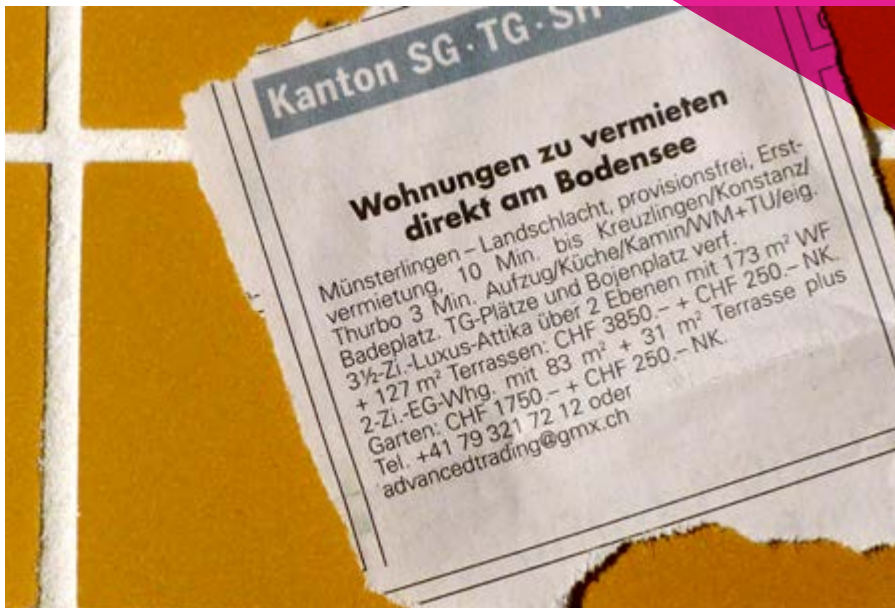 Kanton SG · TG · SH
Wohnungen zu vermieten
direkt am Bodensee
Münsterlingen – Landschlacht, provisionsfrei, Erst-
vermietung, 10 Min. bis Kreuzlingen/Konstanz/
Thurbo 3 Min. Aufzug/Küche/Kamin/WM+TU/eig.
Badeplatz. TG-Plätze und Bojenplatz verf.
3½-Zi.-Luxus-Attika über 2 Ebenen mit 173 m² WF
+ 127 m² Terrassen: CHF 3850.– + CHF 250.– NK.
2-Zi.-EG-Whg. mit 83 m² + 31 m² Terrasse plus
Garten: CHF 1750.– + CHF 250.– NK.
Tel. +41 79 321 72 12 oder
advancedtrading@gmx.ch